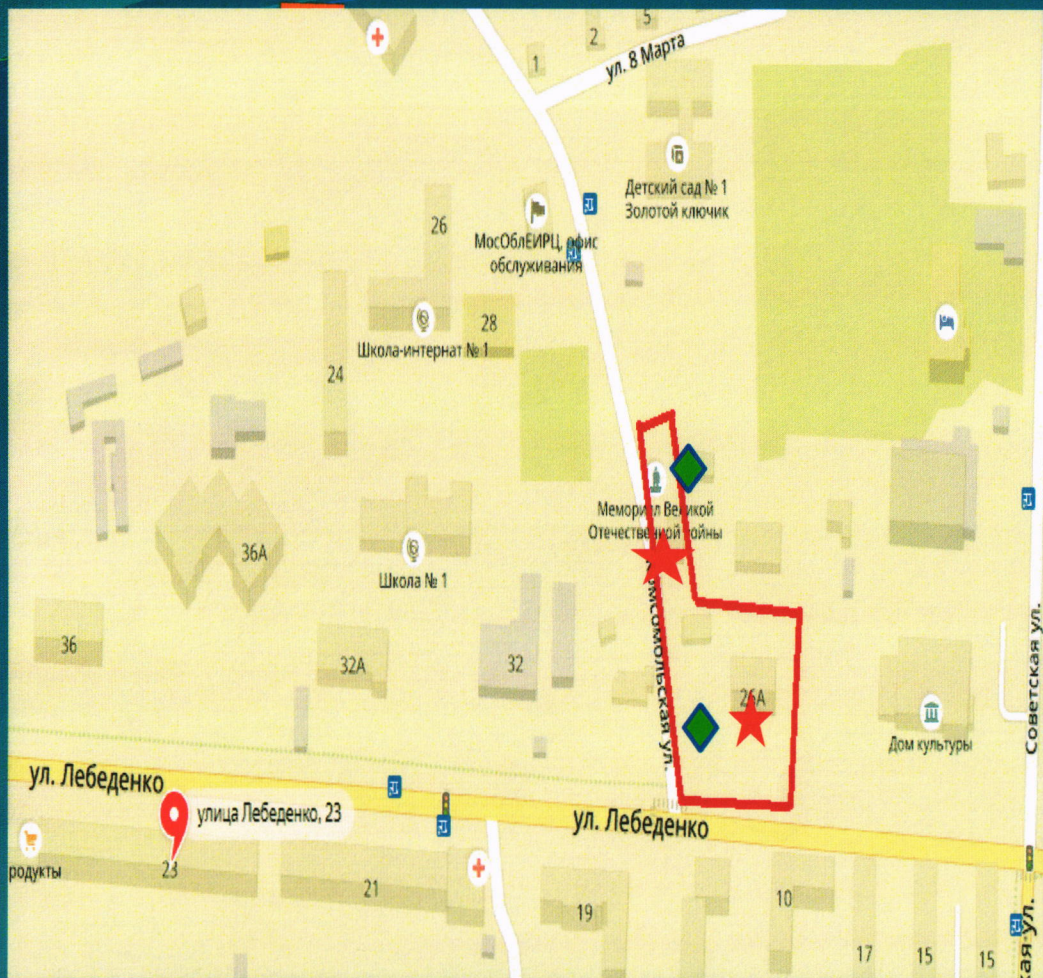 5
2
1
ул. 8 Марта
Детский сад № 1
Золотой ключик
26
МосОблЕИРЦ, офис
обслуживания
28
Школа-интернат № 1
24
Мемориал Великой
Отечественной войны
36А
Школа № 1
Комсомольская ул.
36
32А
32
26А
Советская ул.
Дом культуры
ул. Лебеденко
улица Лебеденко, 23
ул. Лебеденко
родукты
23
21
19
10
17
15
15
кая ул.